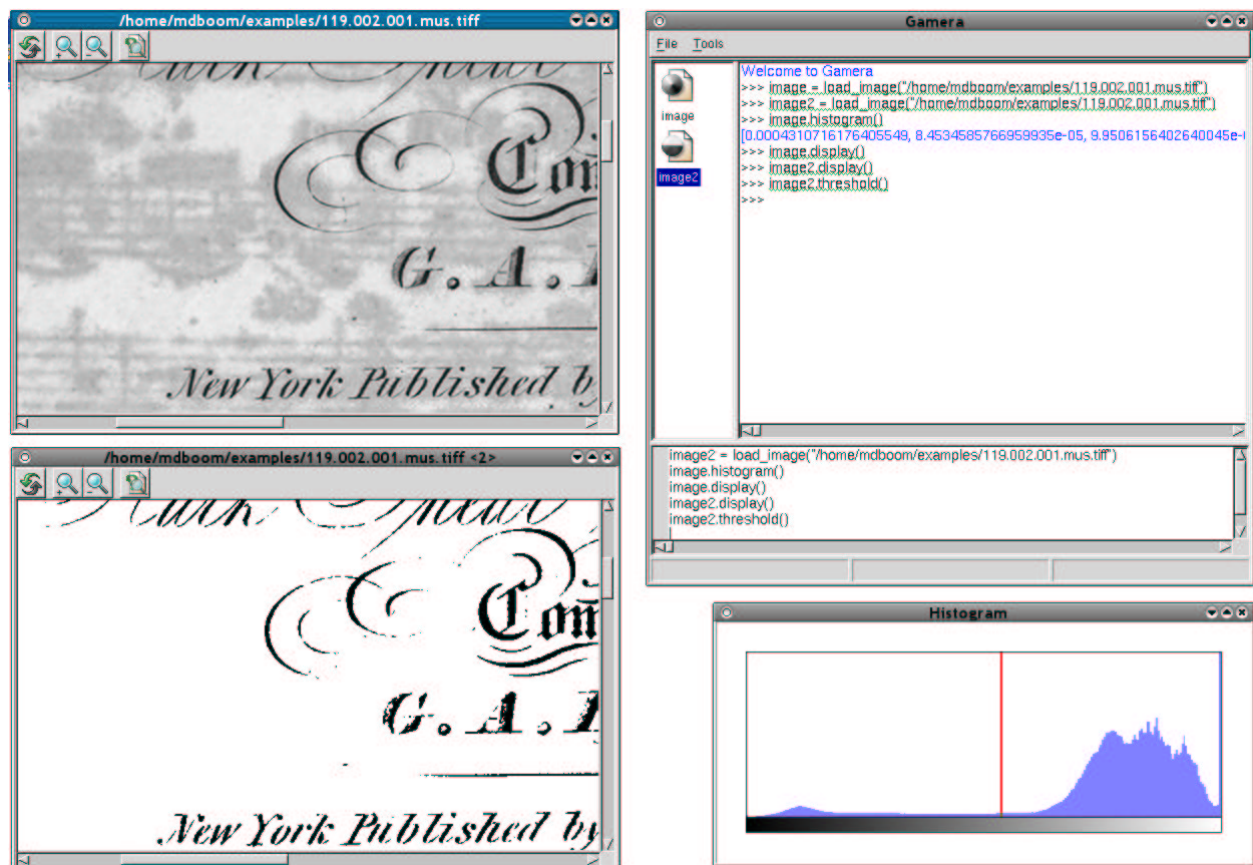 /home/mdboom/examples/119.002.001.mus.tiff
Com
G. A.
New York Published by
/home/mdboom/examples/119.002.001.mus.tiff <2>
Com
G. A.
New York Published by
Gamera
File Tools
image
image2
Welcome to Gamera
>>> image = load_image("/home/mdboom/examples/119.002.001.mus.tiff")
>>> image2 = load_image("/home/mdboom/examples/119.002.001.mus.tiff")
>>> image.histogram()
[0.0004310716176405549, 8.4534585766959935e-05, 9.9506156402640045e-
>>> image.display()
>>> image2.display()
>>> image2.threshold()
>>>
image2 = load_image("/home/mdboom/examples/119.002.001.mus.tiff")
image.histogram()
image.display()
image2.display()
image2.threshold()
Histogram